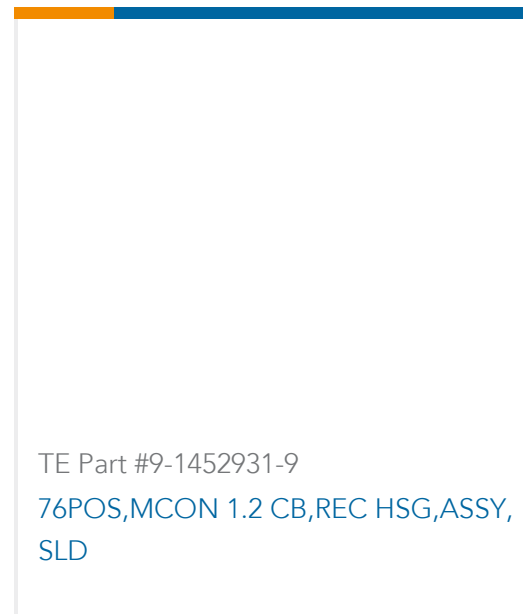 TE Part #9-1452931-9
76POS,MCON 1.2 CB,REC HSG,ASSY,
SLD